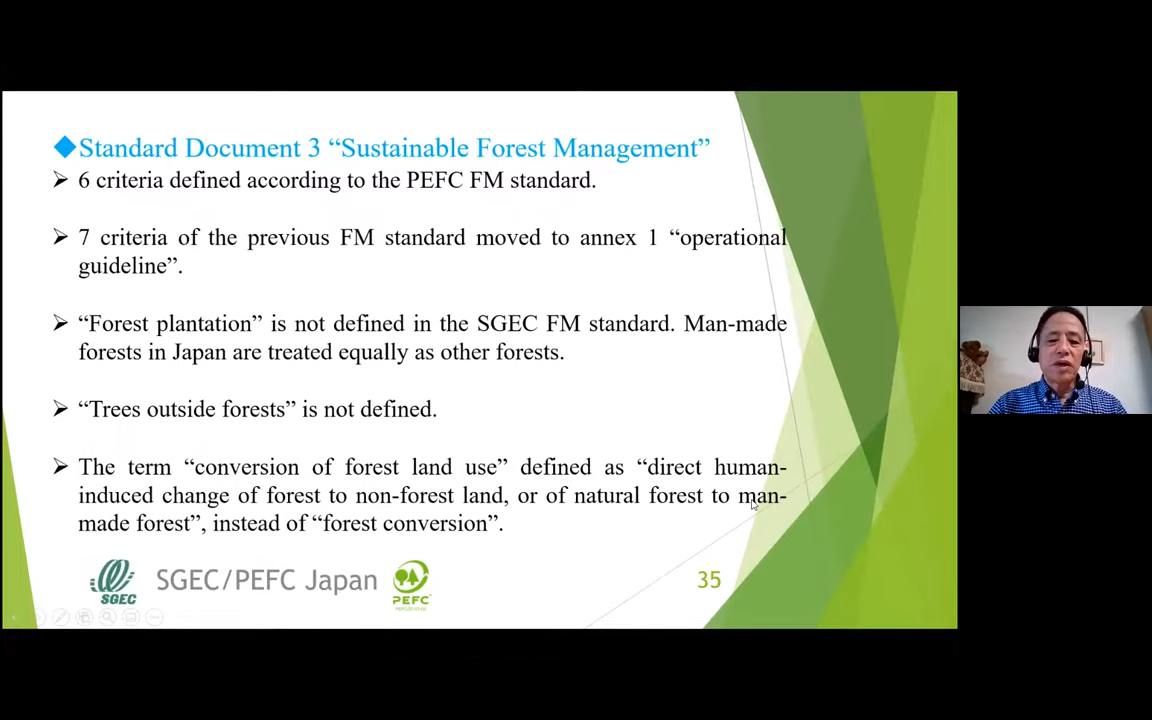 ◆Standard Document 3 “Sustainable Forest Management”
➢ 6 criteria defined according to the PEFC FM standard.
➢ 7 criteria of the previous FM standard moved to annex 1 “operational
guideline”.
➢ “Forest plantation” is not defined in the SGEC FM standard. Man-made
forests in Japan are treated equally as other forests.
➢ “Trees outside forests” is not defined.
➢ The term “conversion of forest land use” defined as “direct human-
induced change of forest to non-forest land, or of natural forest to man-
made forest”, instead of “forest conversion”.
SGEC
SGEC/PEFC Japan
PEFC
35